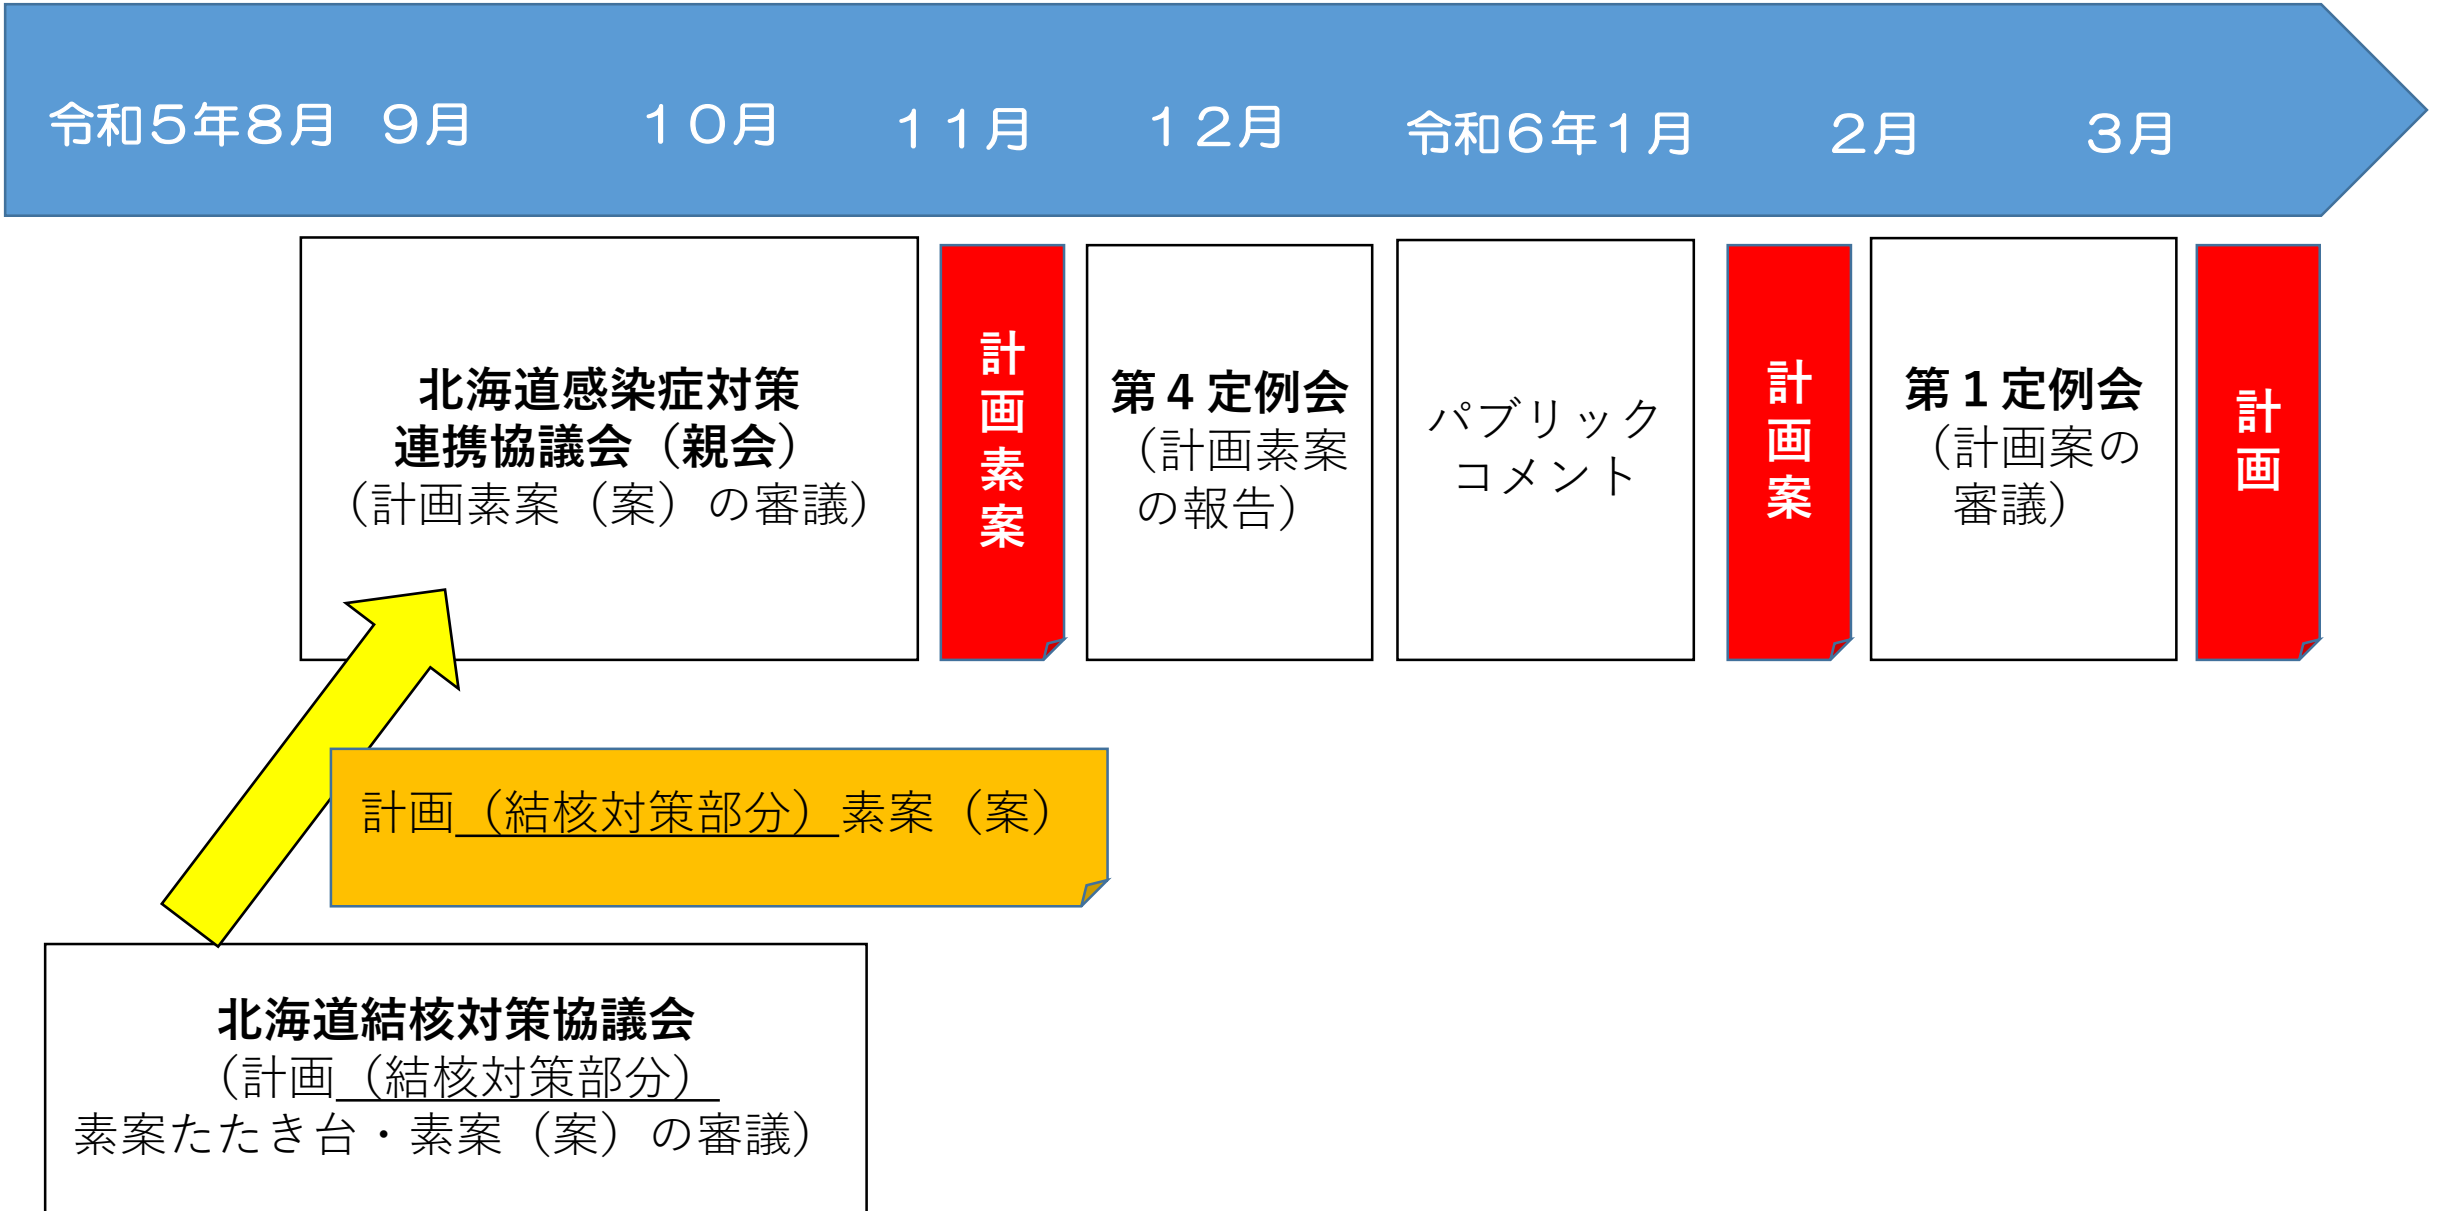 令和５年８月　９月　１０月　１１月　１２月　令和６年１月　２月　３月
北海道感染症対策
連携協議会（親会）
（計画素案（案）の審議）
計画素案
第４定例会
（計画素案
の報告）
パブリック
コメント
計画案
第１定例会
（計画案の
審議）
計画
計画（結核対策部分）素案（案）
北海道結核対策協議会
（計画（結核対策部分）
素案たたき台・素案（案）の審議）